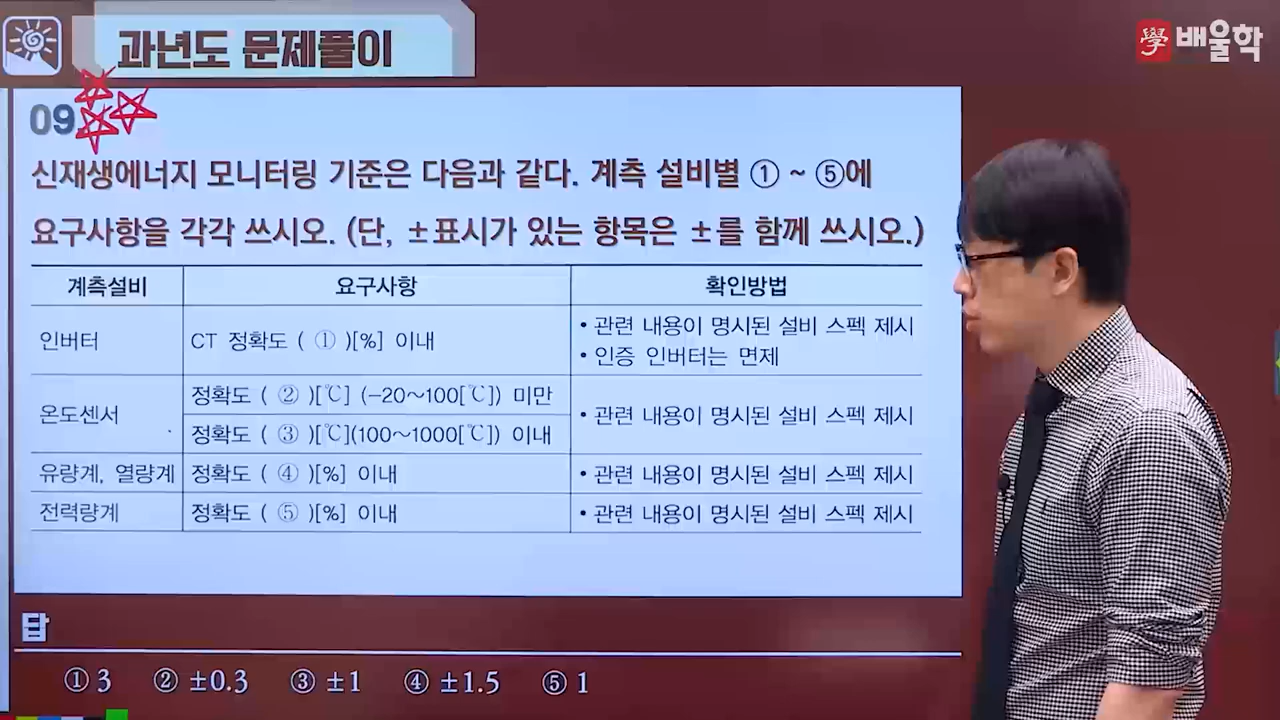 과년도 문제풀이
學 배울학
09
신재생에너지 모니터링 기준은 다음과 같다. 계측 설비별 ① ~ ⑤에
요구사항을 각각 쓰시오. (단, ±표시가 있는 항목은 ±를 함께 쓰시오.)
계측설비 요구사항 확인방법
인버터 CT 정확도 ( ① )[%] 이내 • 관련 내용이 명시된 설비 스펙 제시
• 인증 인버터는 면제
온도센서 정확도 ( ② )[℃] (-20~100[℃]) 미만 • 관련 내용이 명시된 설비 스펙 제시
정확도 ( ③ )[℃](100~1000[℃]) 이내
유량계, 열량계 정확도 ( ④ )[%] 이내 • 관련 내용이 명시된 설비 스펙 제시
전력량계 정확도 ( ⑤ )[%] 이내 • 관련 내용이 명시된 설비 스펙 제시
답
① 3 ② ±0.3 ③ ±1 ④ ±1.5 ⑤ 1